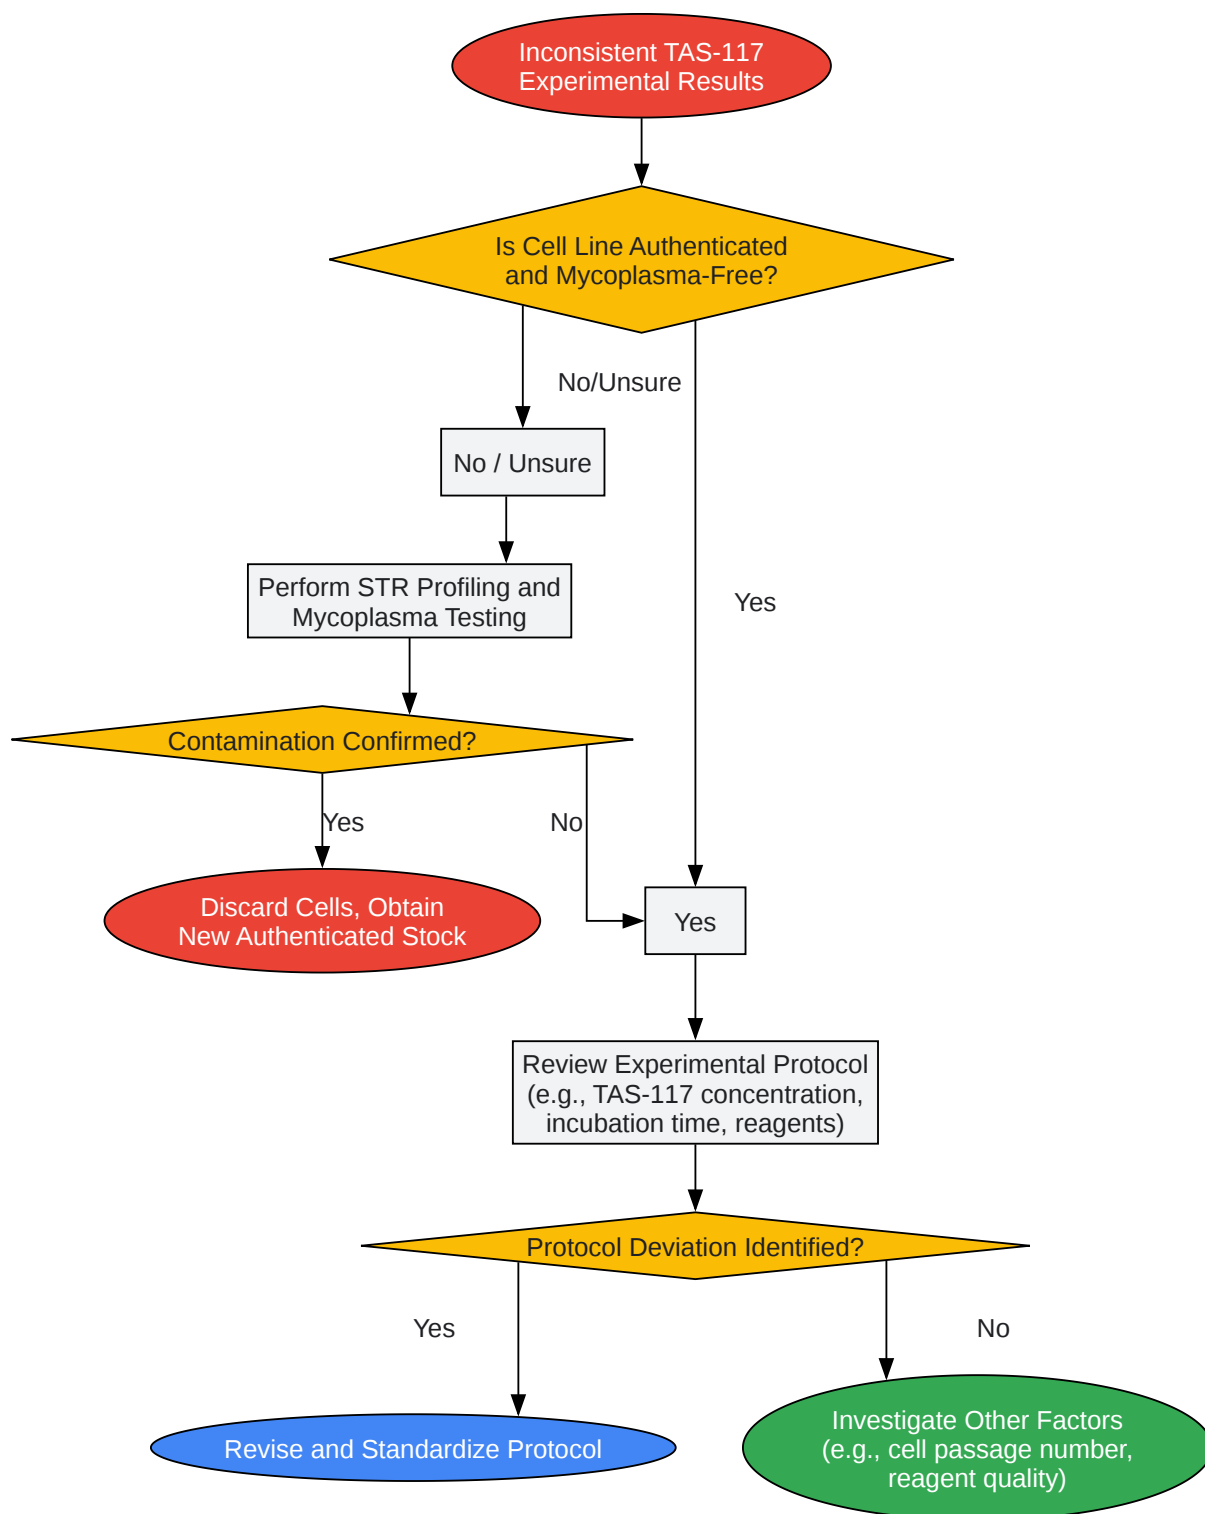 Inconsistent TAS-117
Experimental Results
Is Cell Line Authenticated
and Mycoplasma-Free?
No/Unsure
No / Unsure
Perform STR Profiling and
Mycoplasma Testing
Yes
Contamination Confirmed?
Yes
No
Discard Cells, Obtain
New Authenticated Stock
Yes
Review Experimental Protocol
(e.g., TAS-117 concentration,
incubation time, reagents)
Protocol Deviation Identified?
Yes
No
Revise and Standardize Protocol
Investigate Other Factors
(e.g., cell passage number,
reagent quality)